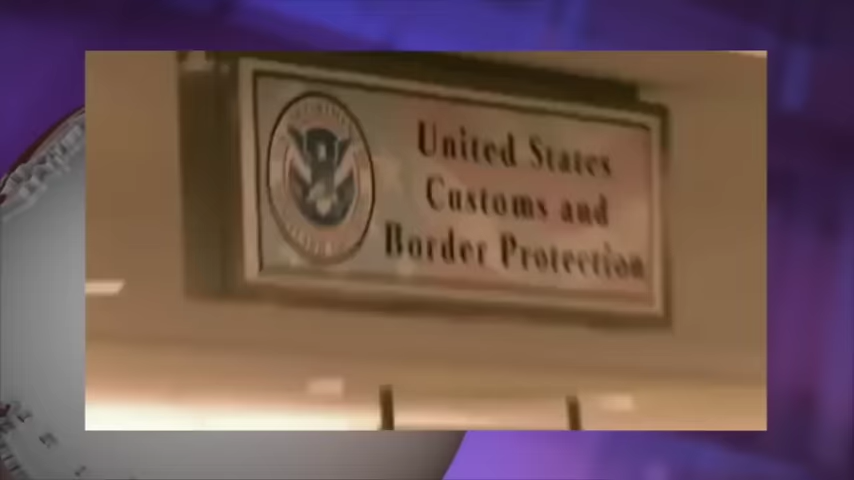 United States
Customs and
Border Protection